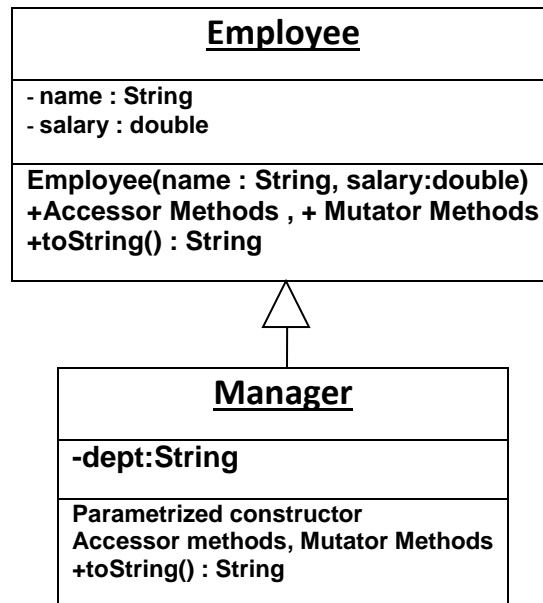 Employee
- name : String
- salary : double
Employee(name : String, salary:double)
+Accessor Methods , + Mutator Methods
+toString() : String
Manager
-dept:String
Parametrized constructor
Accessor methods, Mutator Methods
+toString() : String